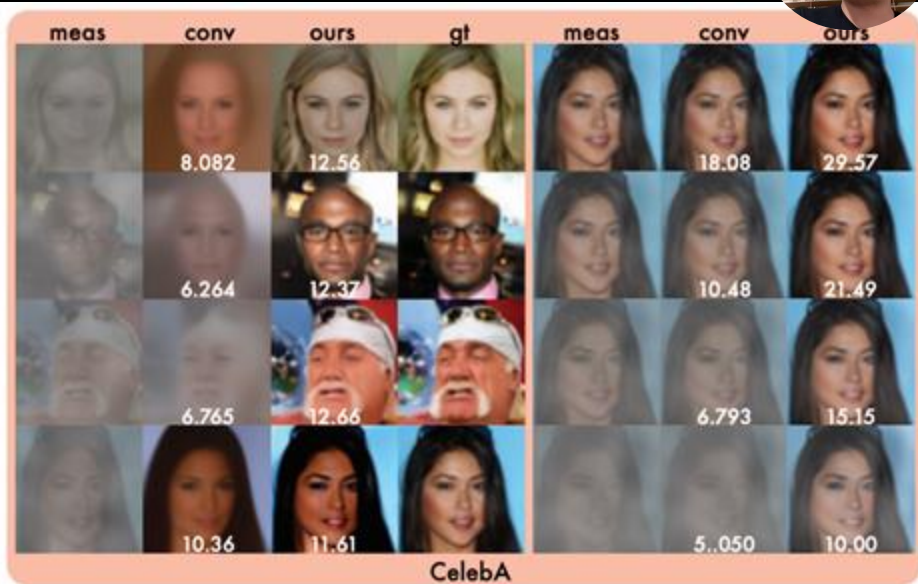 meas conv ours gt meas conv ours
8.082 12.56 18.08 29.57
6.264 12.37 10.48 21.49
6.765 12.66 6.793 15.15
10.36 11.61 5..050 10.00
CelebA